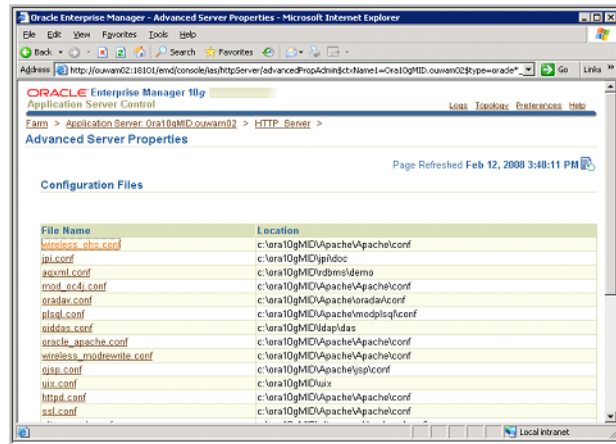 Oracle Enterprise Manager - Advanced Server Properties - Microsoft Internet Explorer
File Edit View Favorites Tools Help
Back Search Favorites
Address http://ouwam02:18101/emd/console/ias/httpServer/advancedPropAdmin$ctxName1=Ora10gMID.ouwam02$type=oracle* Go Links »
ORACLE Enterprise Manager 10g
Application Server Control
Logs Topology Preferences Help
Farm > Application Server: Ora10gMID.ouwam02 > HTTP_Server >
Advanced Server Properties
Page Refreshed Feb 12, 2008 3:48:11 PM
Configuration Files
File Name Location
wireless_ohs.conf c:\ora10gMID\Apache\Apache\conf
jpi.conf c:\ora10gMID\jpi\doc
aqxml.conf c:\ora10gMID\rdbms\demo
mod_oc4j.conf c:\ora10gMID\Apache\Apache\conf
oradav.conf c:\ora10gMID\Apache\oradav\conf
plsql.conf c:\ora10gMID\Apache\modplsql\conf
oiddas.conf c:\ora10gMID\ldap\das
oracle_apache.conf c:\ora10gMID\Apache\Apache\conf
wireless_modrewrite.conf c:\ora10gMID\Apache\Apache\conf
ojsp.conf c:\ora10gMID\Apache\jsp\conf
uix.conf c:\ora10gMID\uix
httpd.conf c:\ora10gMID\Apache\Apache\conf
ssl.conf c:\ora10gMID\Apache\Apache\conf
Local intranet